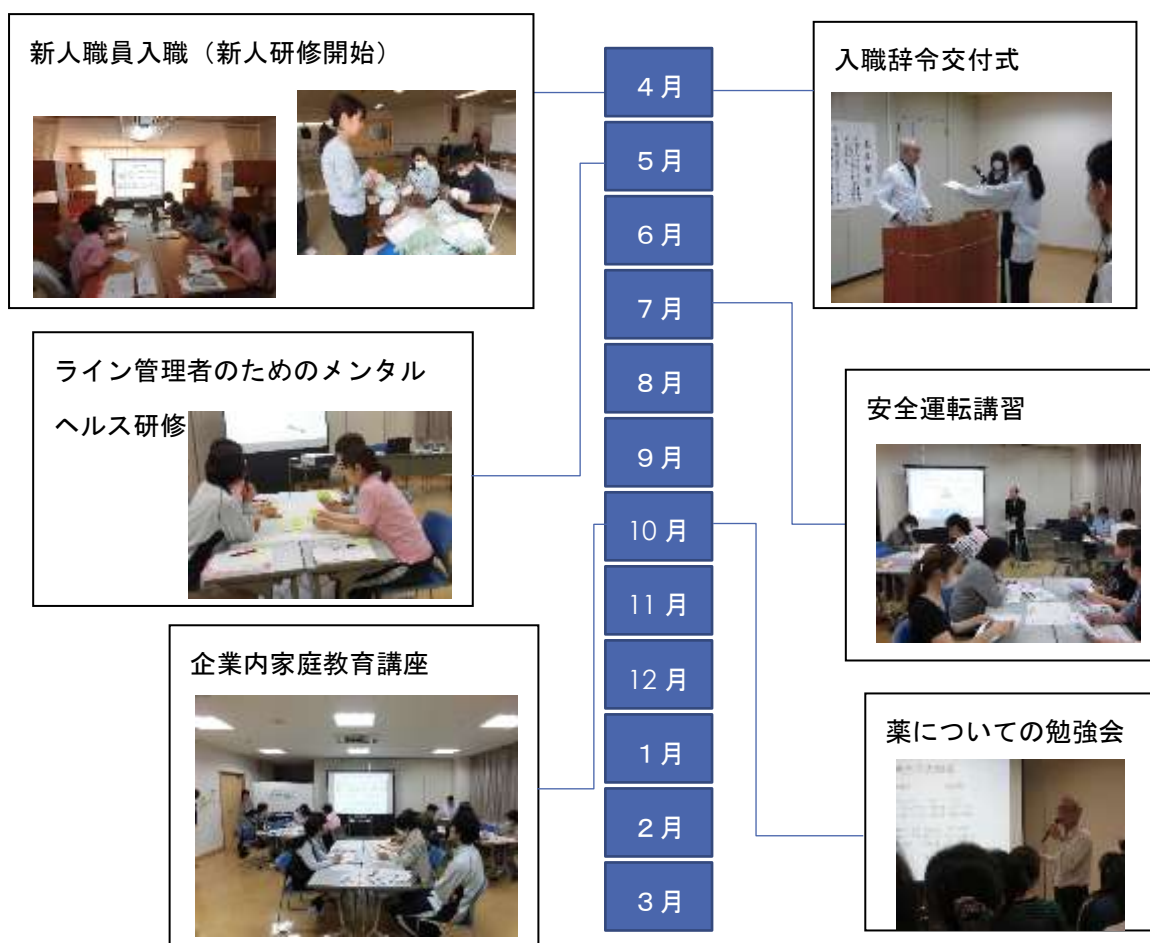 新人職員入職（新人研修開始）
入職辞令交付式
4月
5月
6月
7月
8月
9月
10月
11月
12月
1月
2月
3月
ライン管理者のためのメンタル
ヘルス研修
安全運転講習
企業内家庭教育講座
薬についての勉強会